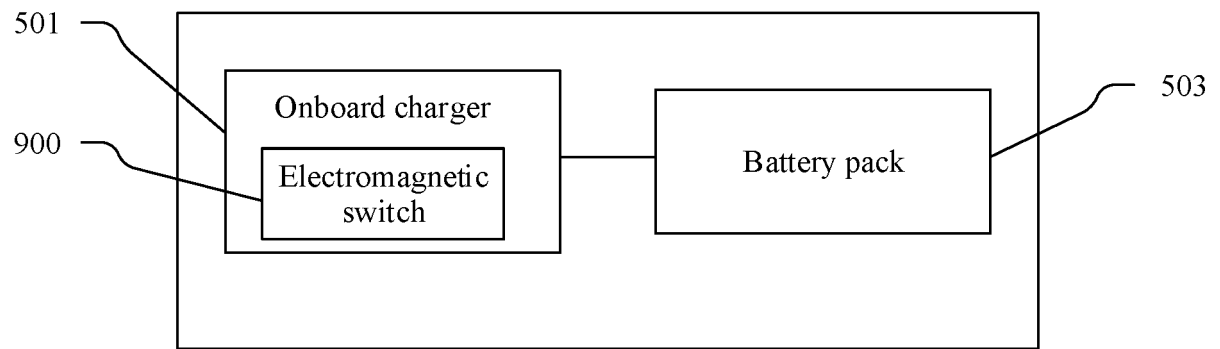 501
Onboard charger
503
900
Electromagnetic
switch
Battery pack